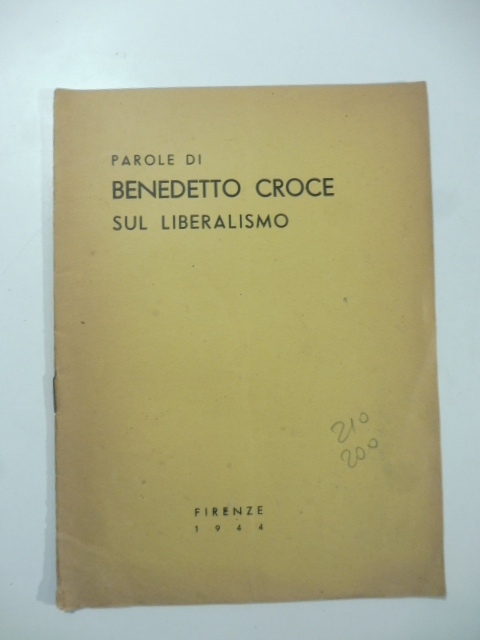 PAROLE DI
BENEDETTO CROCE
SUL LIBERALISMO
210
200
FIRENZE
1944